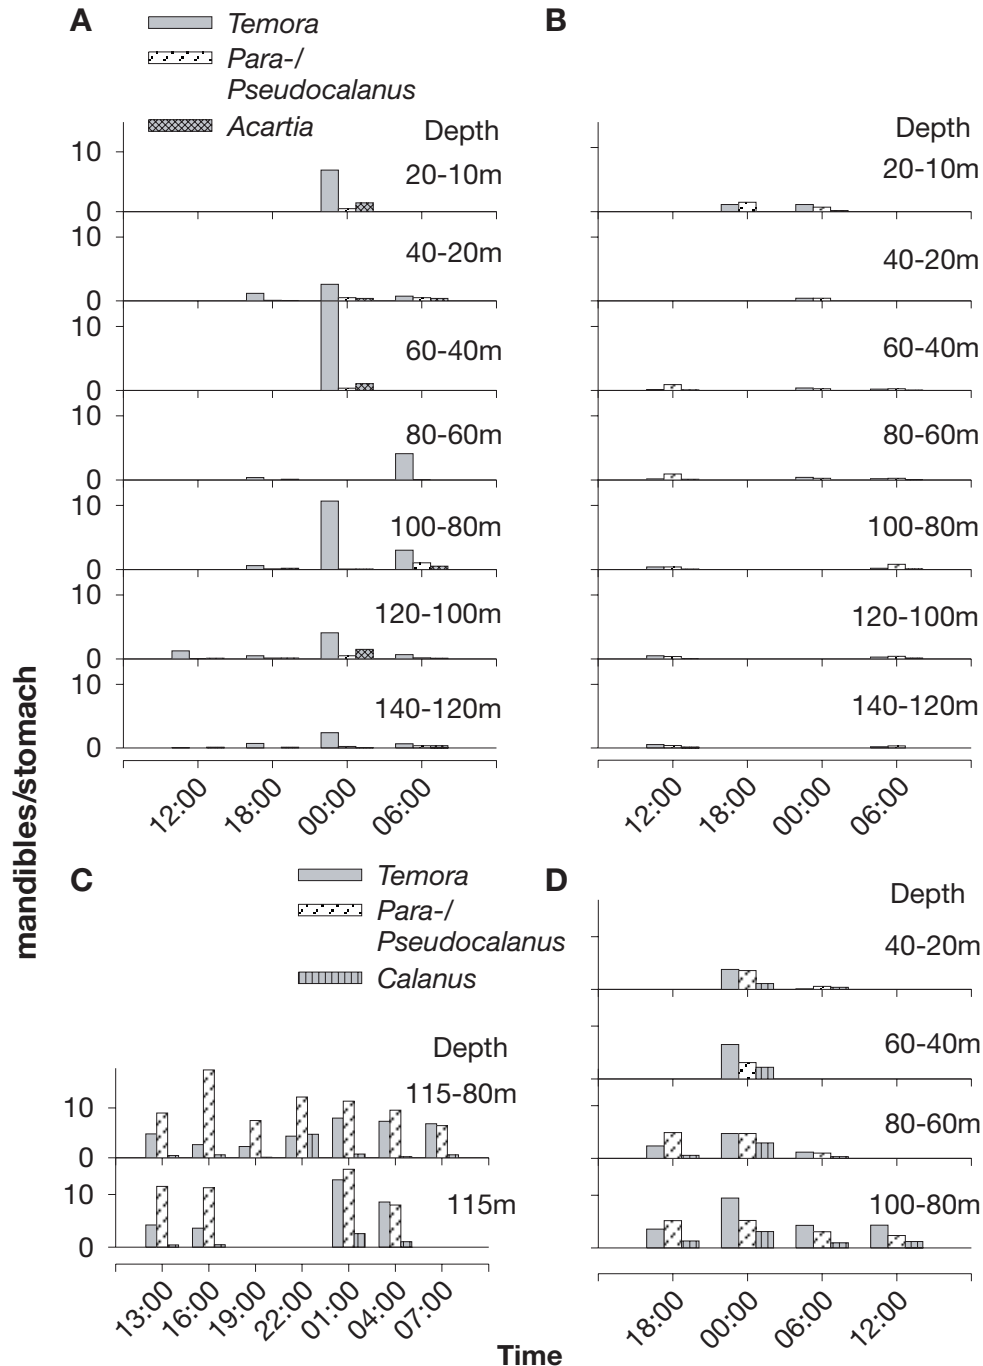 A
Temora
Para-/
Pseudocalanus
Acartia
Depth
10
20-10m
0
10
40-20m
0
10
60-40m
0
10
80-60m
0
10
100-80m
0
10
120-100m
0
10
140-120m
0
12:00
18:00
00:00
06:00
B
Depth
20-10m
40-20m
60-40m
80-60m
100-80m
120-100m
140-120m
12:00
18:00
00:00
06:00
mandibles/stomach
C
Temora
Para-/
Pseudocalanus
Calanus
Depth
115-80m
10
0
115m
10
0
13:00
16:00
19:00
22:00
01:00
04:00
07:00
D
Depth
40-20m
60-40m
80-60m
100-80m
18:00
00:00
06:00
12:00
Time